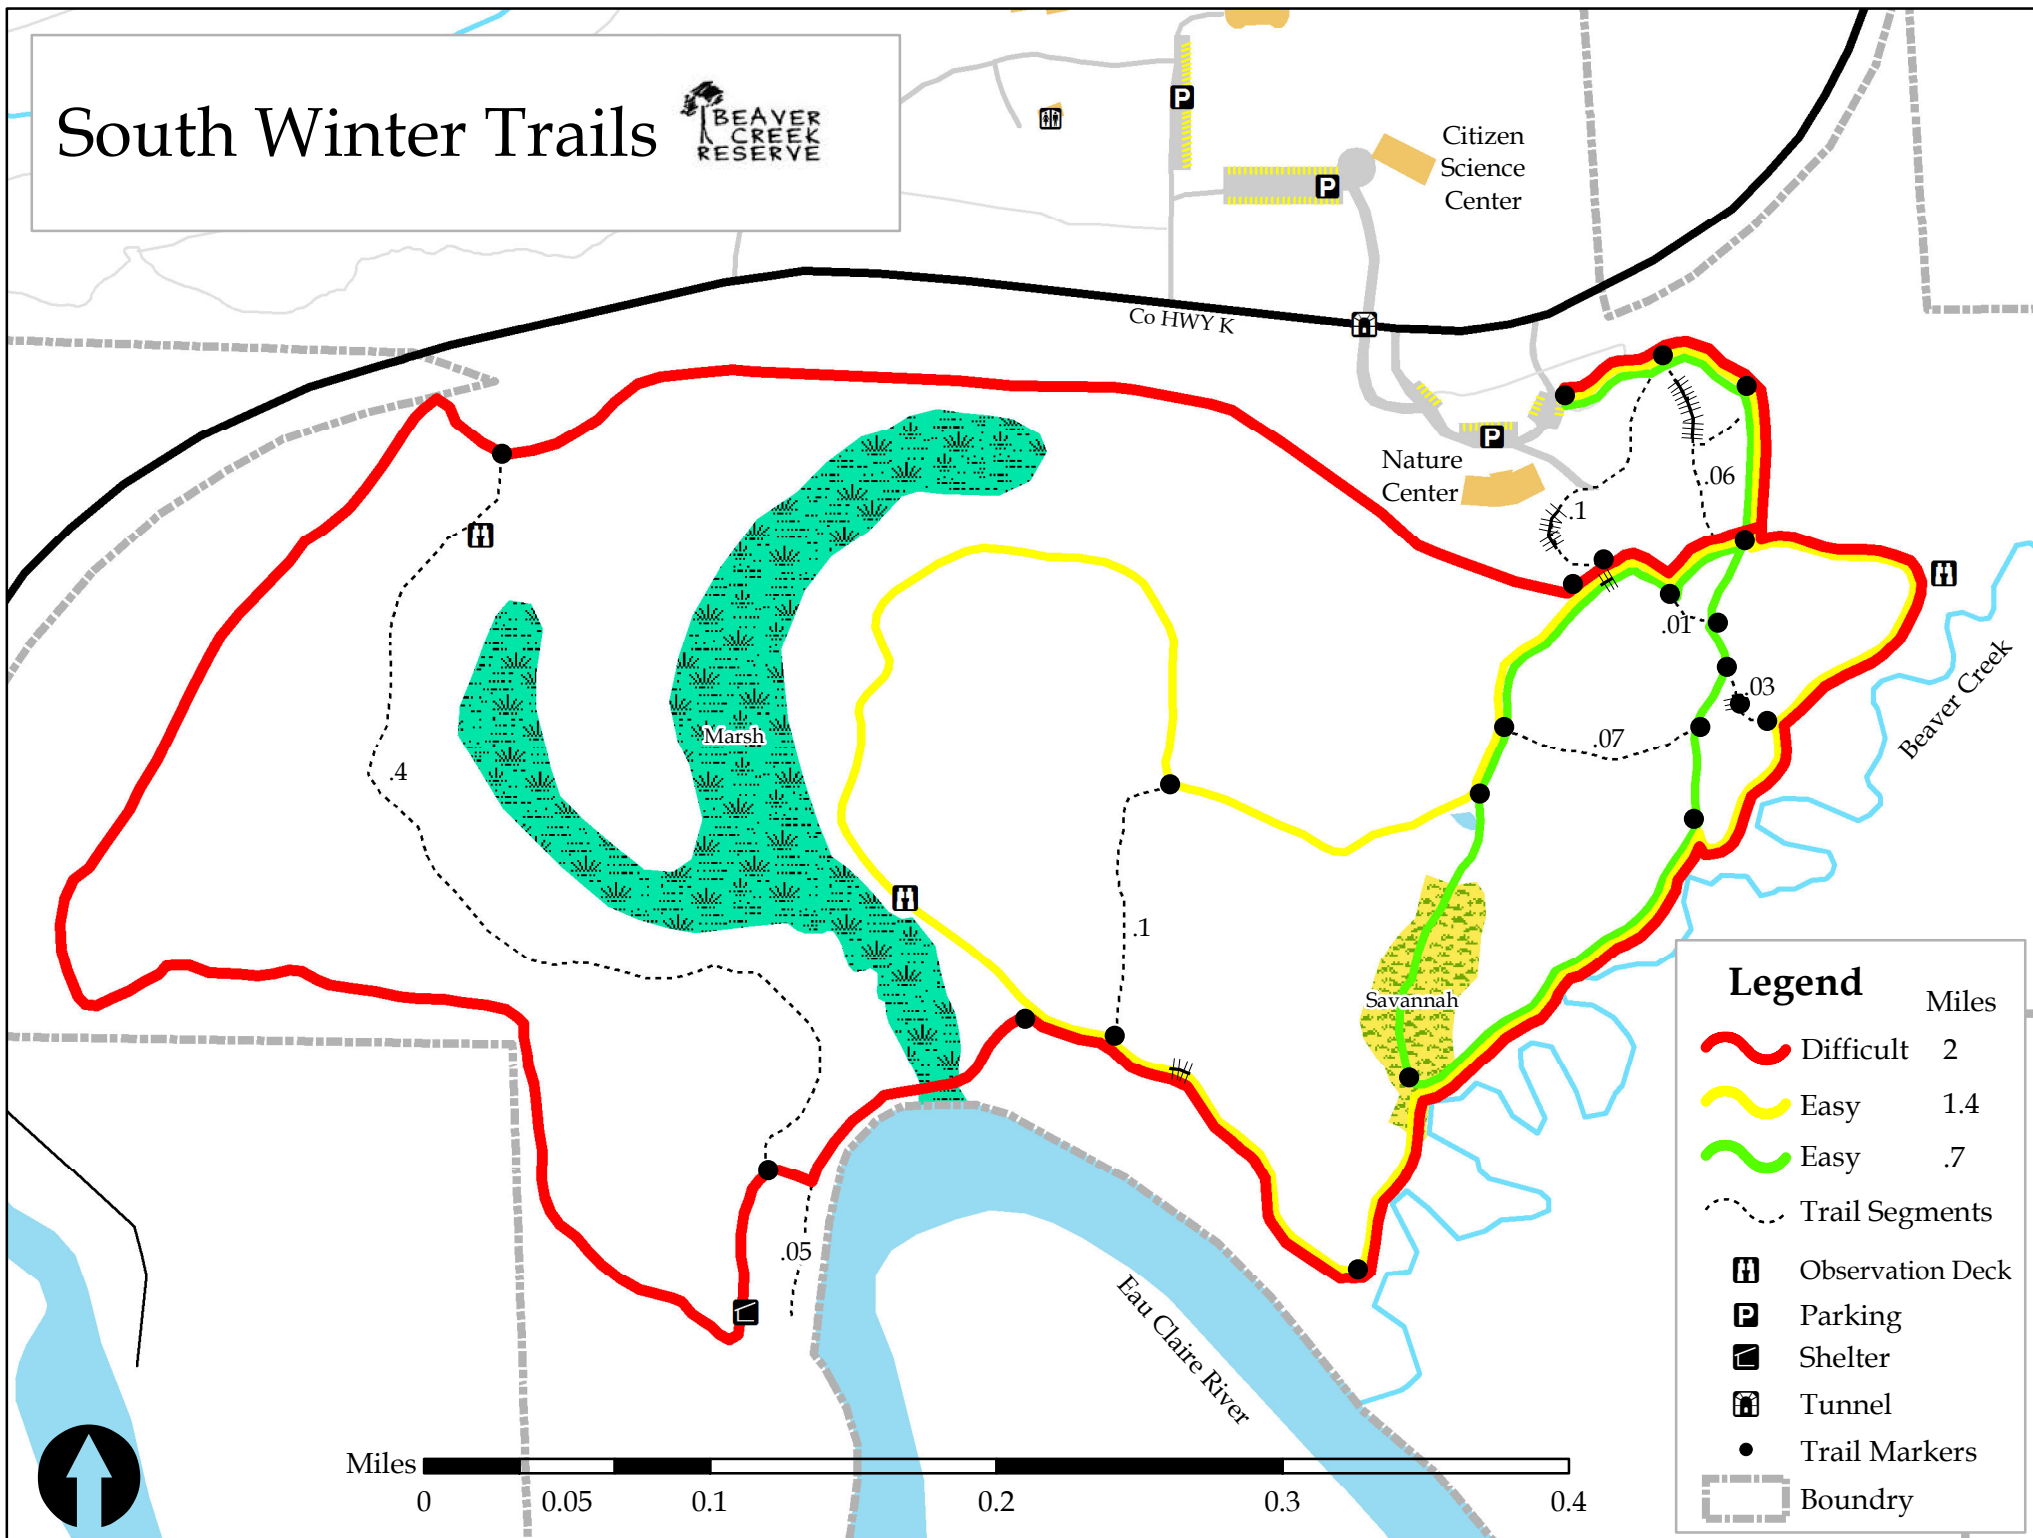 South Winter Trails
BEAVER
CREEK
RESERVE
P
P
Citizen
Science
Center
Co HWY K
P
Nature
Center
.06
.1
.01
.03
.07
Beaver Creek
Marsh
.4
.1
Savannah
.05
Eau Claire River
Legend
Miles
Difficult 2
Easy 1.4
Easy .7
Trail Segments
Observation Deck
P Parking
Shelter
Tunnel
Trail Markers
Boundry
Miles
0 0.05 0.1 0.2 0.3 0.4